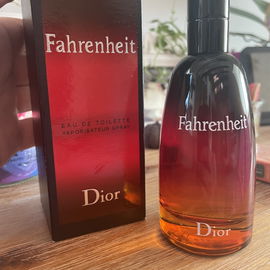 Fahrenheit
EAU DE TOILETTE
VAPORISATEUR SPRAY
Dior
Fahrenheit
Dior